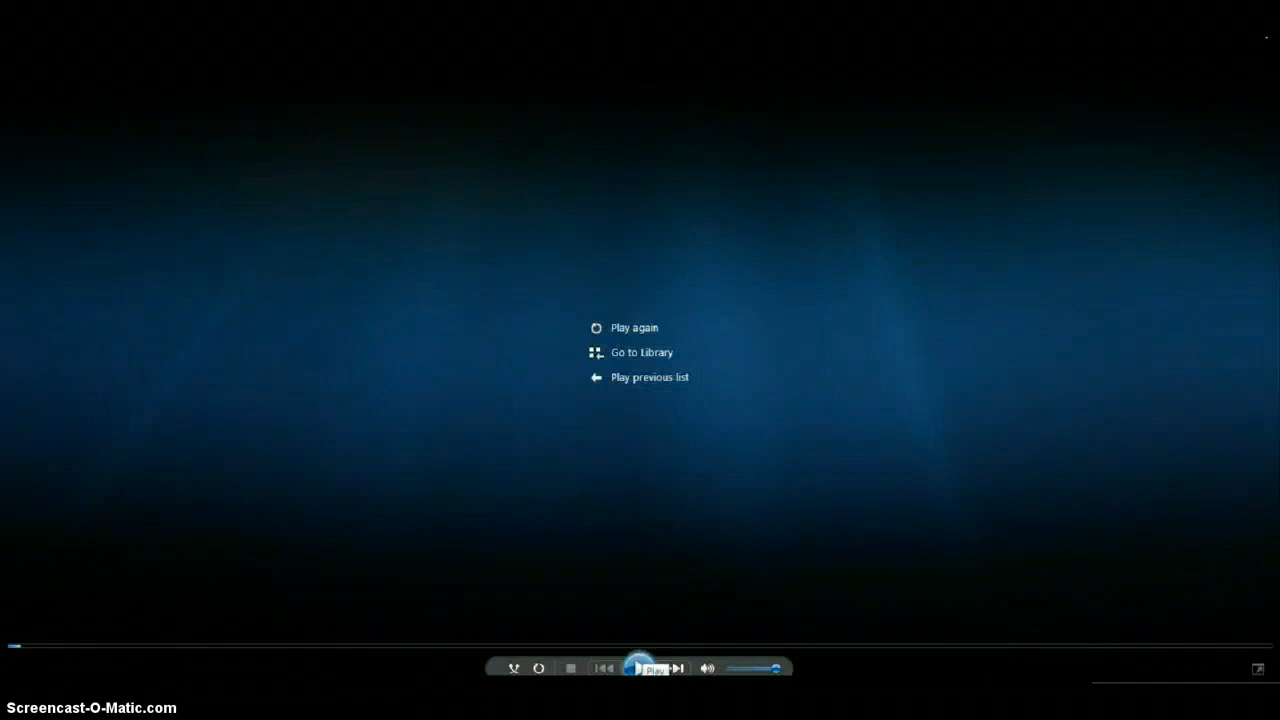 Play again
Go to Library
Play previous list
Play
Screencast-O-Matic.com